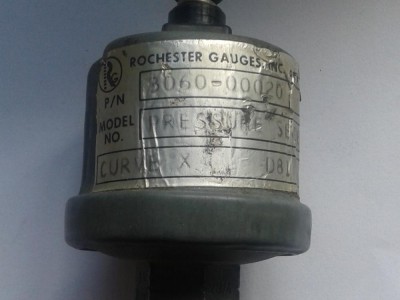 ROCHESTER GAUGES, INC.
P/N 3060-00020
MODEL NO. PRESSURE
CURVE X